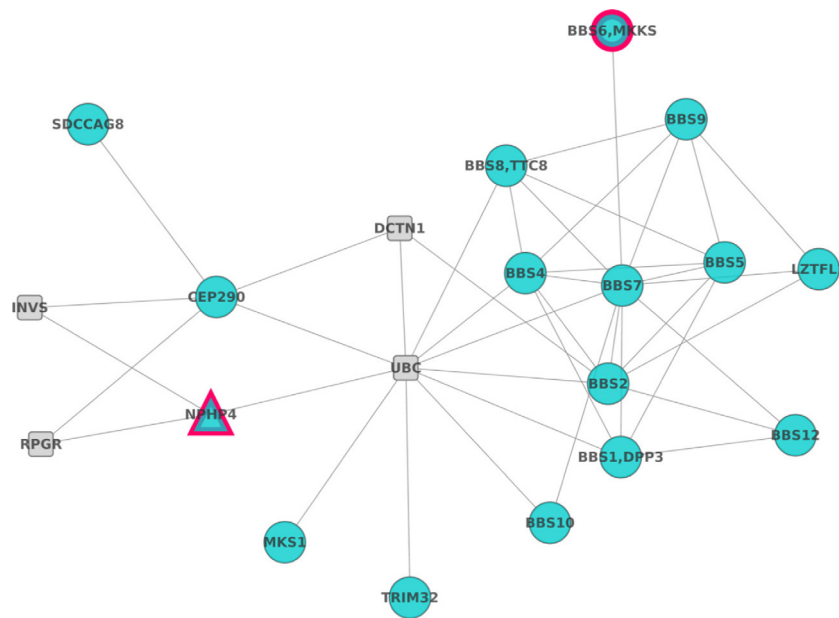 BBS6,MKKS
BBS9
SDCCAG8
BBS8,TTC8
DCTN1
BBS5
LZTFL
BBS4
BBS7
CEP290
INVS
UBC
BBS2
NPHP4
BBS12
RPGR
BBS1,DPP3
BBS10
MKS1
TRIM32